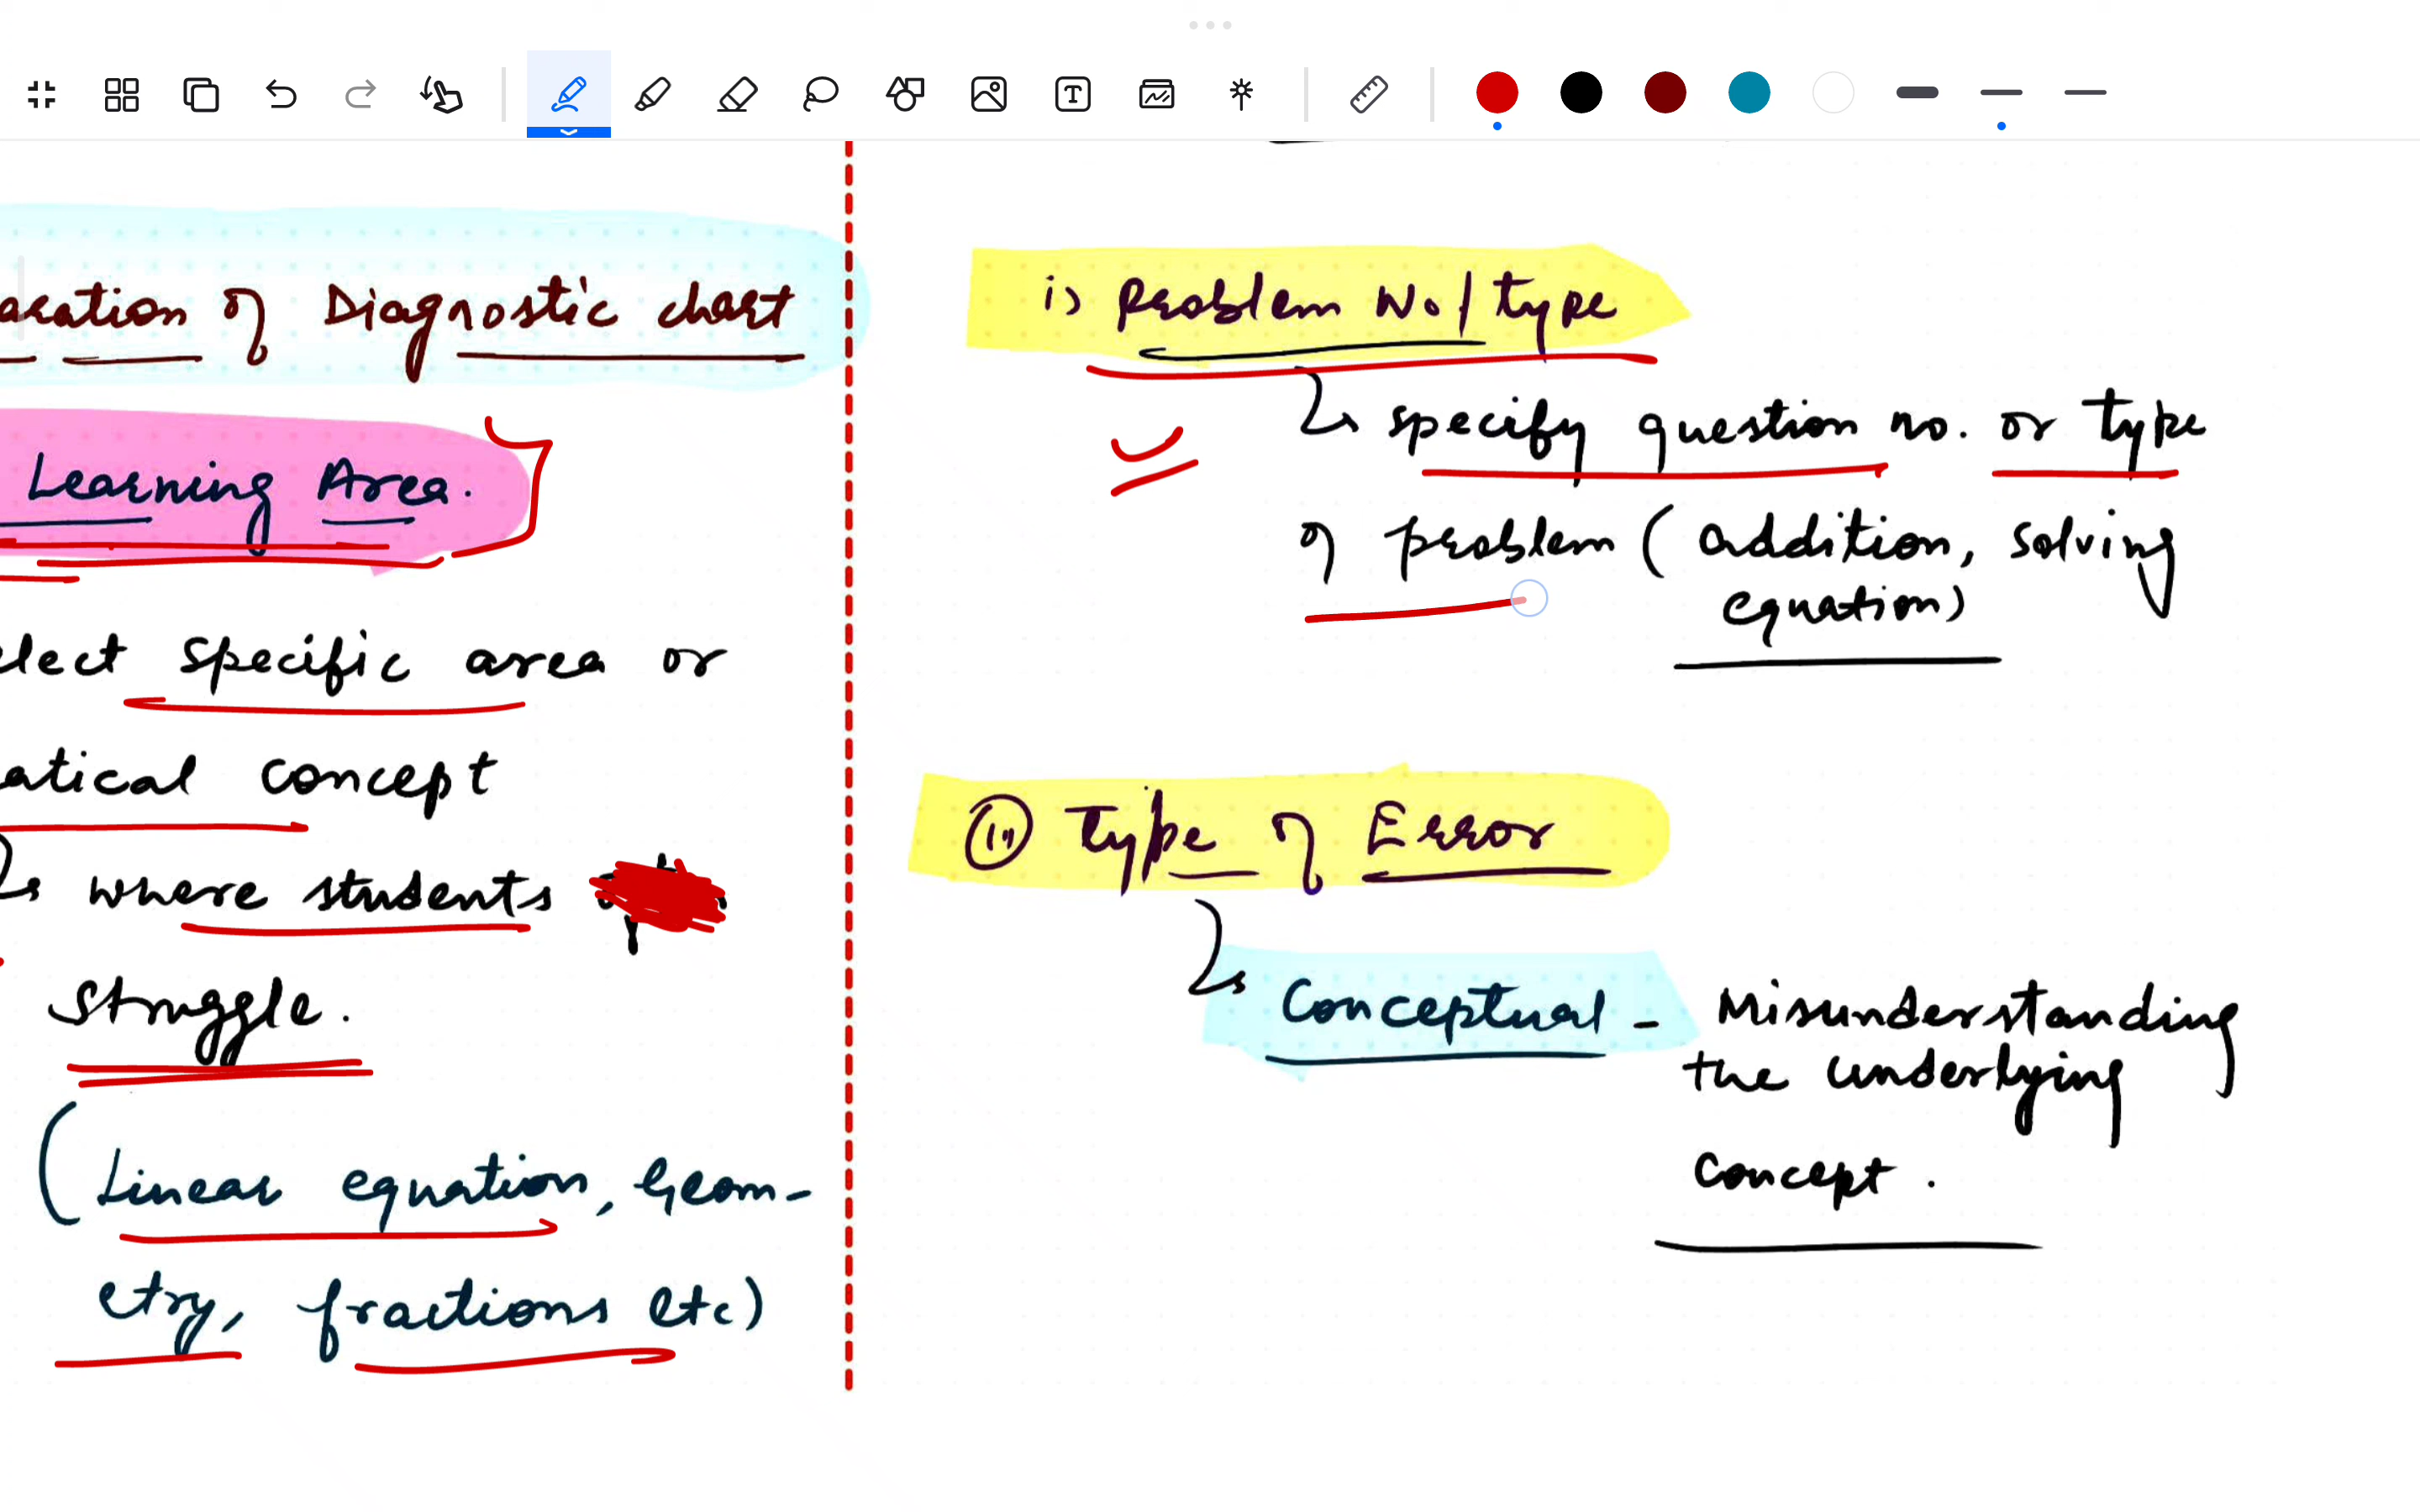 aration of Diagnostic chart
Learning Area.
elect specific area or
atical concept
where students
struggle.
(Linear equation, Geom-
etry, fractions etc)
i) Problem No/type
specify question no. or type
of problem (addition, solving
equation)
(ii) Type of Error
Conceptual - Misunderstanding
the underlying
concept.